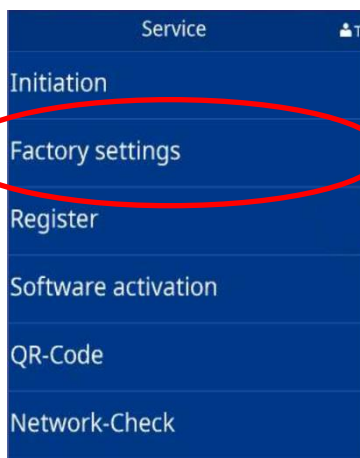 Service
T
Initiation
Factory settings
Register
Software activation
QR-Code
Network-Check